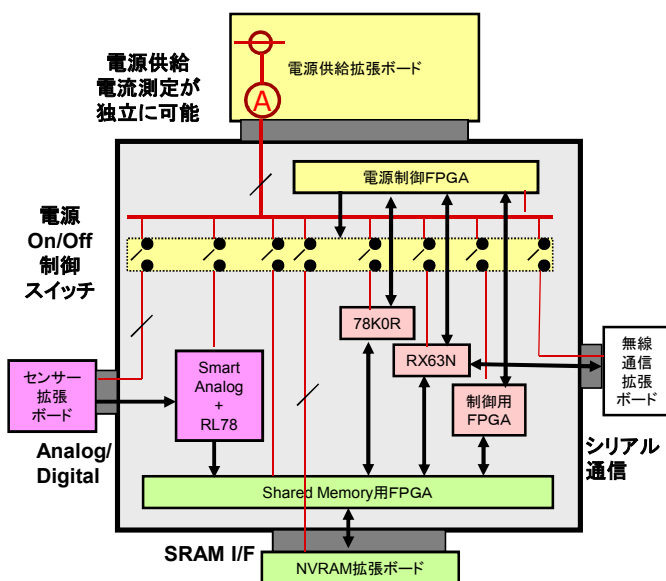 電源供給
電流測定が
独立に可能
電源供給拡張ボード
A
電源制御FPGA
電源
On/Off
制御
スイッチ
78K0R
RX63N
制御用
FPGA
無線
通信
拡張
ボード
センサー
拡張
ボード
Smart
Analog
+
RL78
Analog/
Digital
シリアル
通信
Shared Memory用FPGA
SRAM I/F
NVRAM拡張ボード